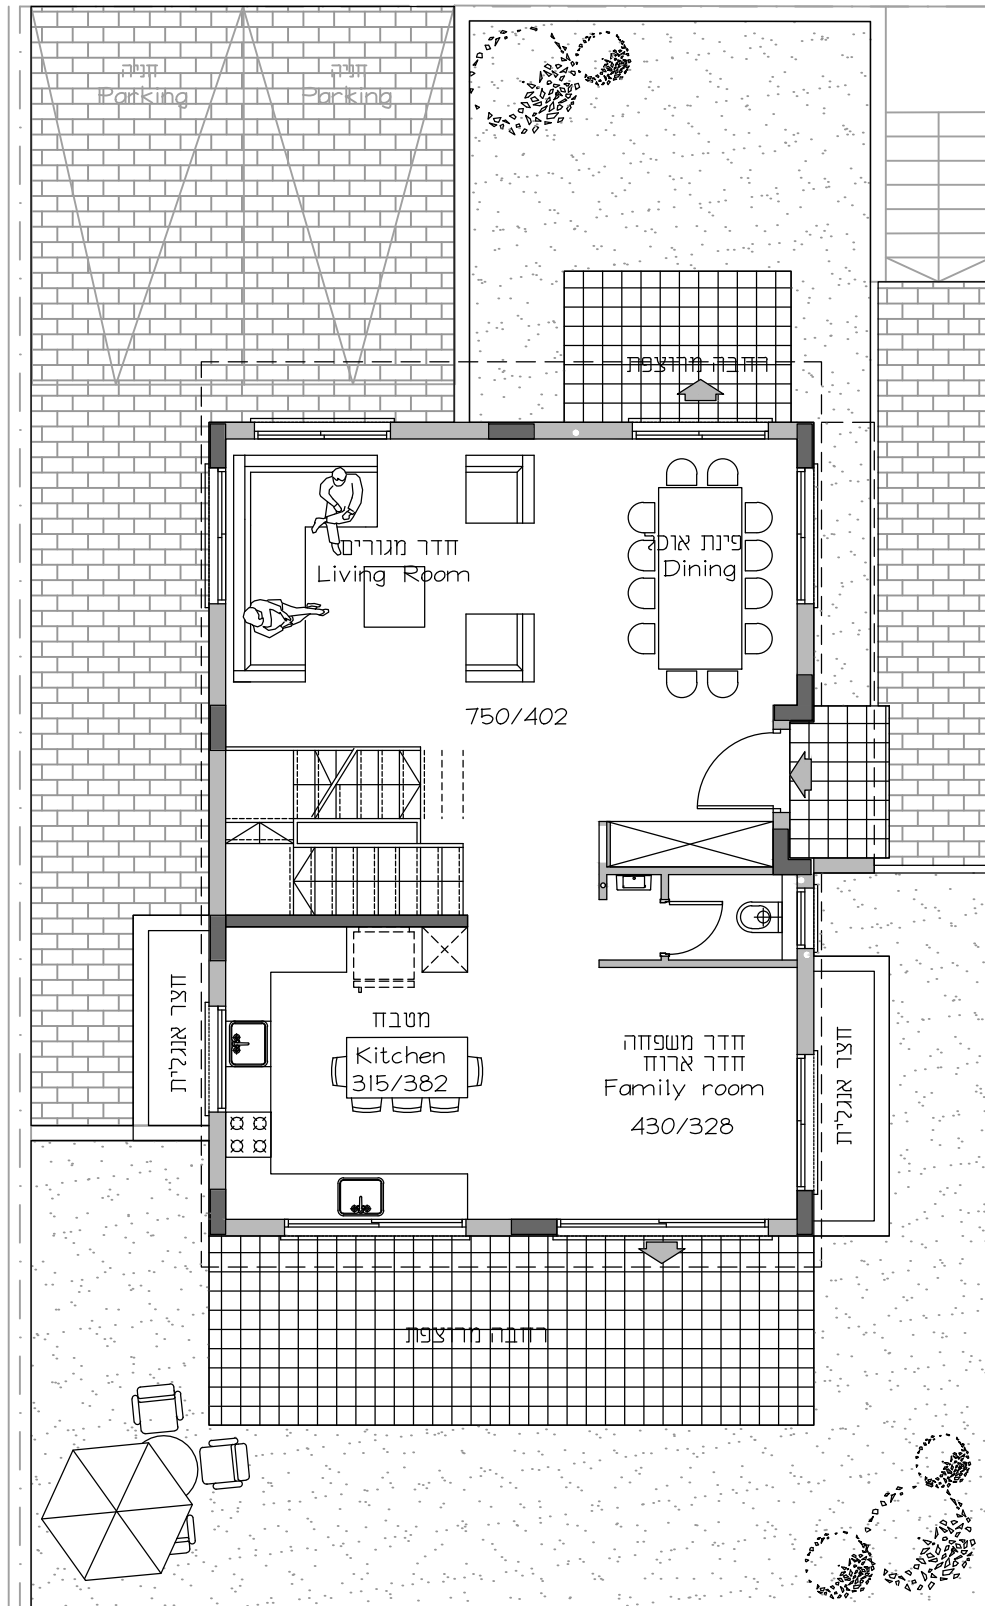 חניה
Parking
חניה
Parking
רחבה מרוצפת
חדר מגורים
Living Room
פינת אוכל
Dining
750/402
חצר אנגלית
מטבח
Kitchen
315/382
חדר משפחה
חדר ארוח
Family room
430/328
חצר אנגלית
רחבה מרוצפת